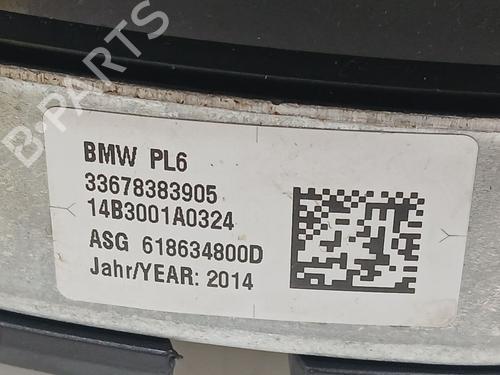 B-PARTS
BMW PL6
33678383905
14B3001A0324
ASG 618634800D
Jahr/YEAR: 2014